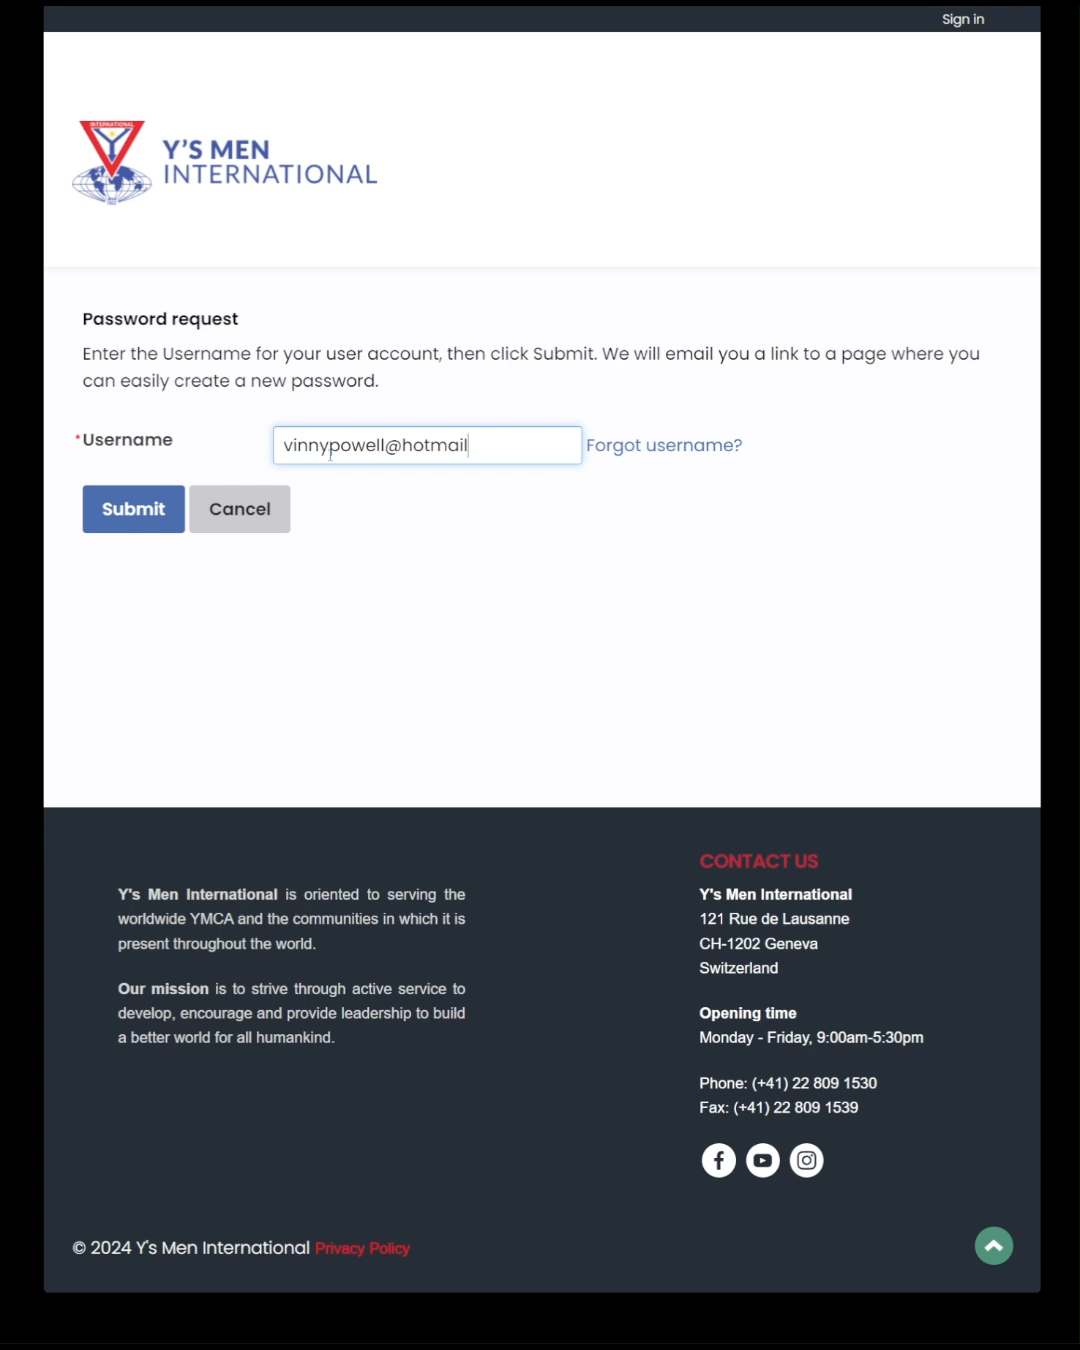 Sign in
INTERNATIONAL
Y'S MEN
INTERNATIONAL
Password request
Enter the Username for your user account, then click Submit. We will email you a link to a page where you
can easily create a new password.
*Username
vinnypowell@hotmail
Forgot username?
Submit
Cancel
Y's Men International is oriented to serving the
worldwide YMCA and the communities in which it is
present throughout the world.
Our mission is to strive through active service to
develop, encourage and provide leadership to build
a better world for all humankind.
CONTACT US
Y's Men International
121 Rue de Lausanne
CH-1202 Geneva
Switzerland
Opening time
Monday - Friday, 9:00am-5:30pm
Phone: (+41) 22 809 1530
Fax: (+41) 22 809 1539
© 2024 Y's Men International Privacy Policy